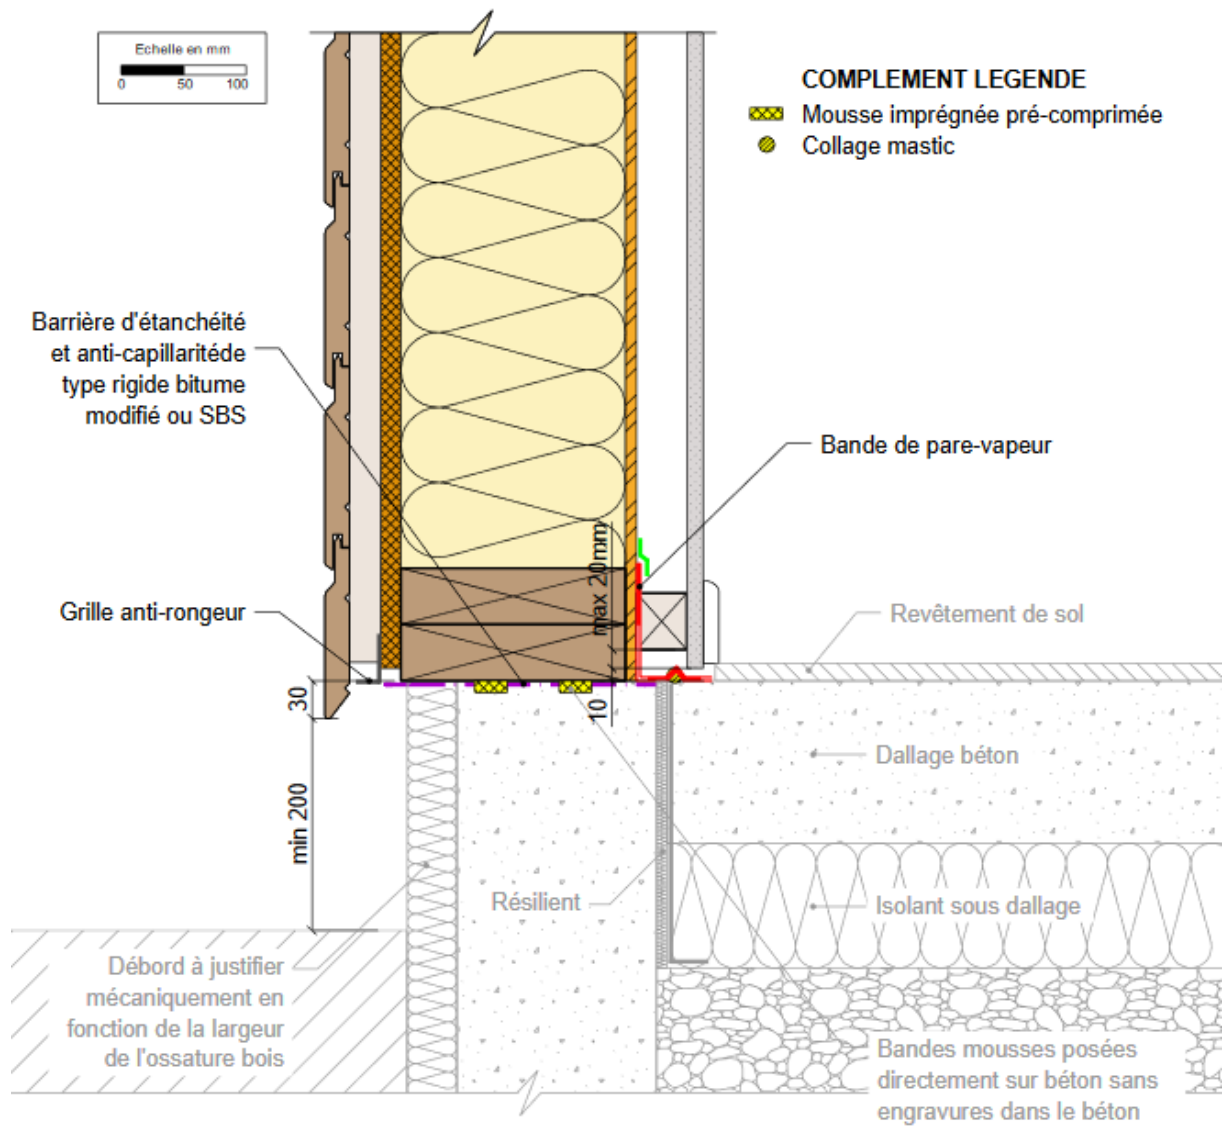 Echelle en mm
0 50 100
COMPLEMENT LEGENDE
Mousse imprégnée pré-comprimée
Collage mastic
Barrière d'étanchéité
et anti-capillaritéde
type rigide bitume
modifié ou SBS
Bande de pare-vapeur
max 20mm
Grille anti-rongeur
Revêtement de sol
30
10
Dallage béton
min 200
Résilient
Isolant sous dallage
Débord à justifier
mécaniquement en
fonction de la largeur
de l'ossature bois
Bandes mousses posées
directement sur béton sans
engravures dans le béton